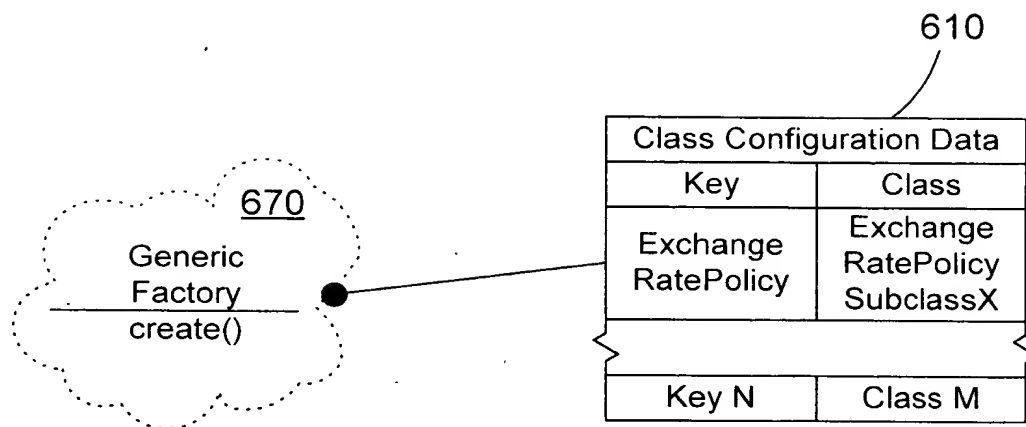 610
Class Configuration Data
Key Class
Exchange
RatePolicy
Exchange
RatePolicy
SubclassX
Key N Class M
670
Generic
Factory
create()